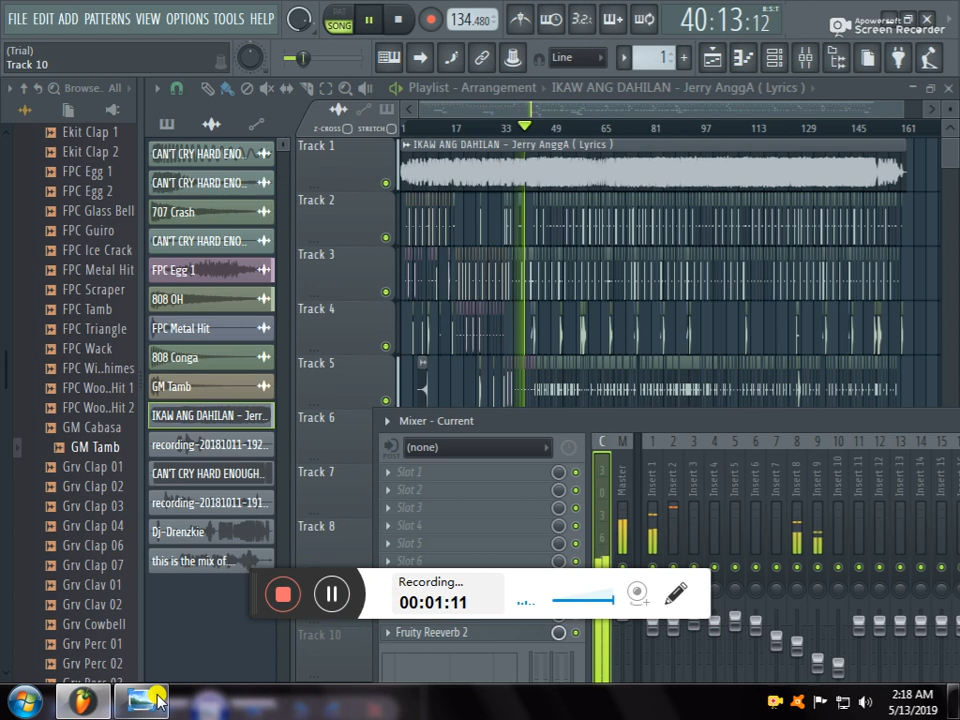 FILE EDIT ADD PATTERNS VIEW OPTIONS TOOLS HELP
PAT
SONG
134.480
3.2
40:13:12
B:S:T
Apowersoft
Screen Recorder
(Trial)
Track 10
Line
1
Browse.. All
Playlist - Arrangement
IKAW ANG DAHILAN - Jerry AnggA ( Lyrics )
Z-CROSS
STRETCH
1 17 33 49 65 81 97 113 129 145 161
Ekit Clap 1
Ekit Clap 2
FPC Egg 1
FPC Egg 2
FPC Glass Bell
FPC Guiro
FPC Ice Crack
FPC Metal Hit
FPC Scraper
FPC Tamb
FPC Triangle
FPC Wack
FPC Wi..himes
FPC Woo..Hit 1
FPC Woo..Hit 2
GM Cabasa
GM Tamb
Grv Clap 01
Grv Clap 02
Grv Clap 03
Grv Clap 04
Grv Clap 06
Grv Clap 07
Grv Clav 01
Grv Clav 02
Grv Cowbell
Grv Perc 01
Grv Perc 02
Grv Perc 03
CAN'T CRY HARD ENO..
CAN'T CRY HARD ENO..
707 Crash
CAN'T CRY HARD ENO..
FPC Egg 1
808 OH
FPC Metal Hit
808 Conga
GM Tamb
IKAW ANG DAHILAN - Jerr..
recording-20181011-192..
CAN'T CRY HARD ENOUGH..
recording-20181011-191..
Dj-Drenzkie
this is the mix of..
Track 1
IKAW ANG DAHILAN - Jerry AnggA ( Lyrics )
Track 2
Track 3
Track 4
Track 5
Track 6
Track 7
Track 8
Track 10
Mixer - Current
(none)
POST
Slot 1
Slot 2
Slot 3
Slot 4
Slot 5
Slot 6
Fruity Reeverb 2
C M 1 2 3 4 5 6 7 8 9 10 11 12 13 14 15
3
0
3
6
Master
Insert 1
Insert 2
Insert 3
Insert 4
Insert 5
Insert 6
Insert 7
Insert 8
Insert 9
Insert 10
Insert 11
Insert 12
Insert 13
Insert 14
Insert 15
Recording...
00:01:11
2:18 AM
5/13/2019